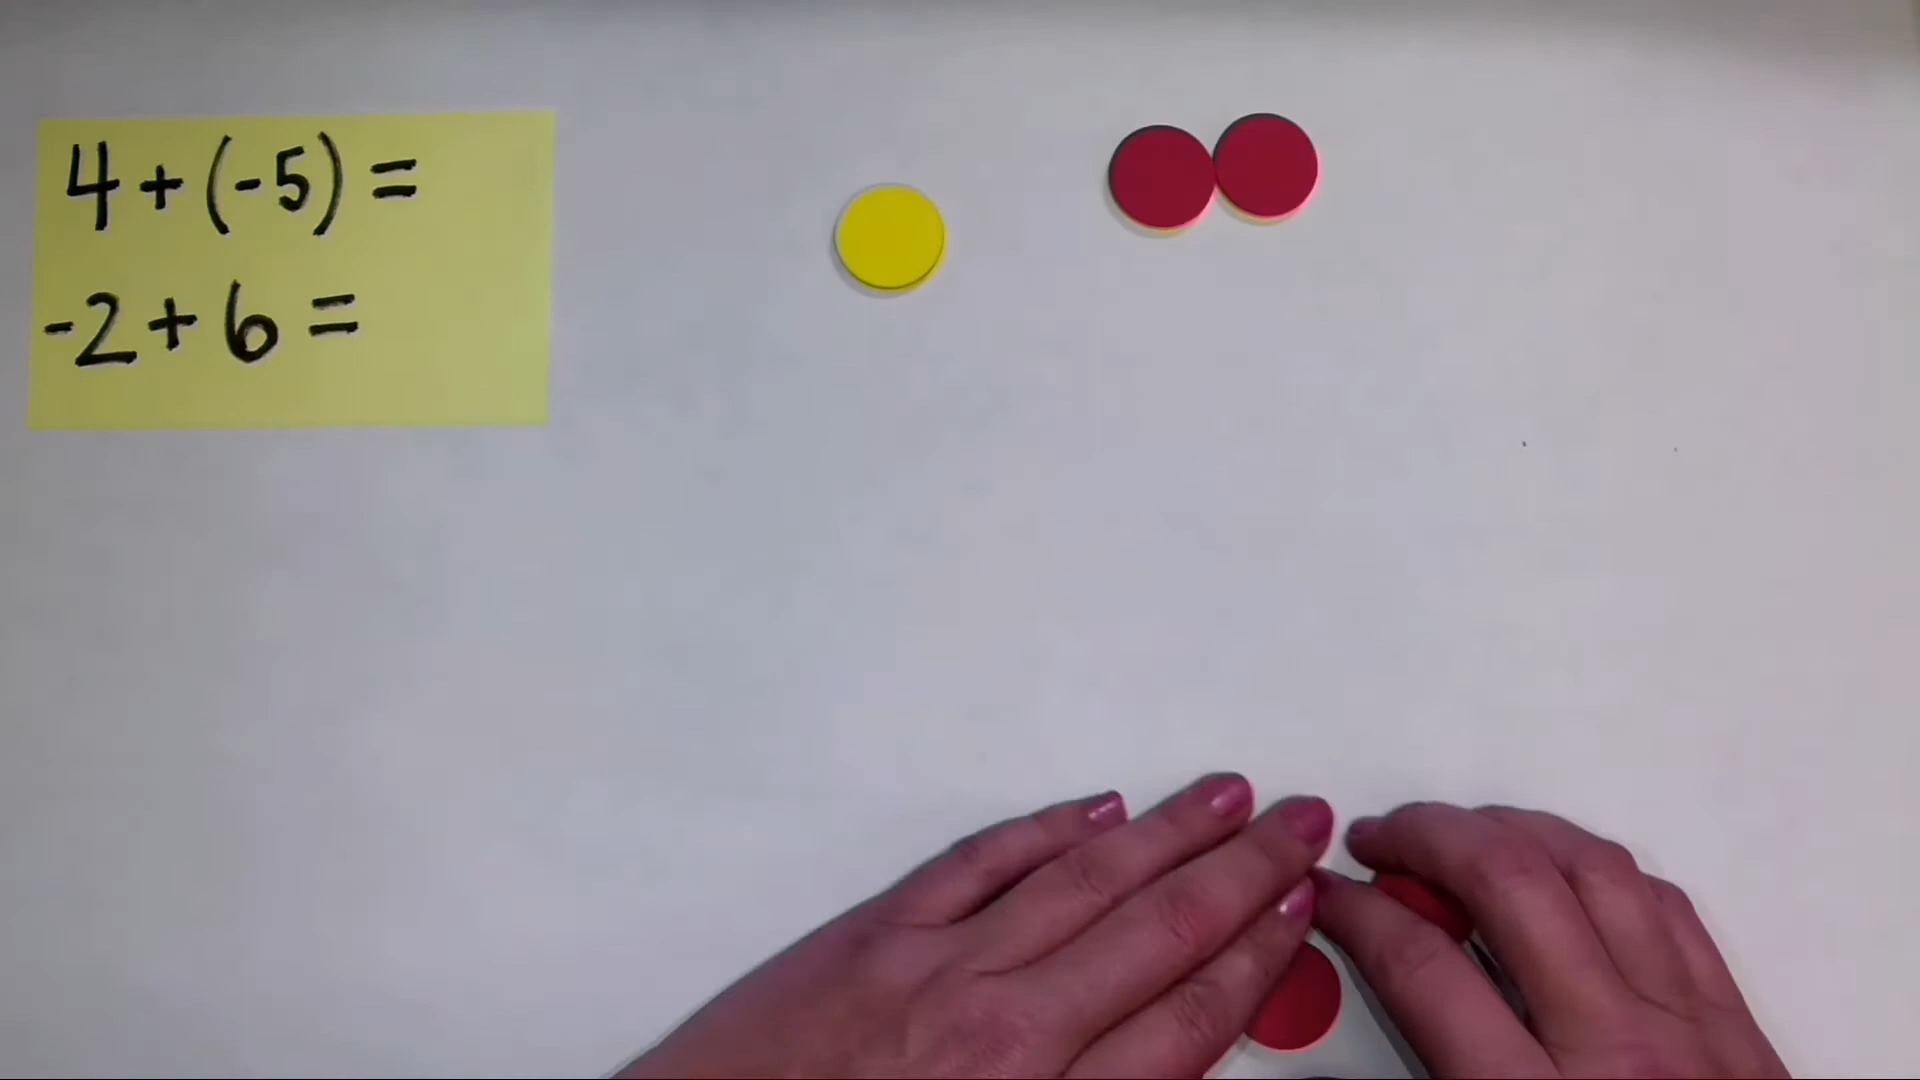 4 + (-5) =
-2 + 6 =